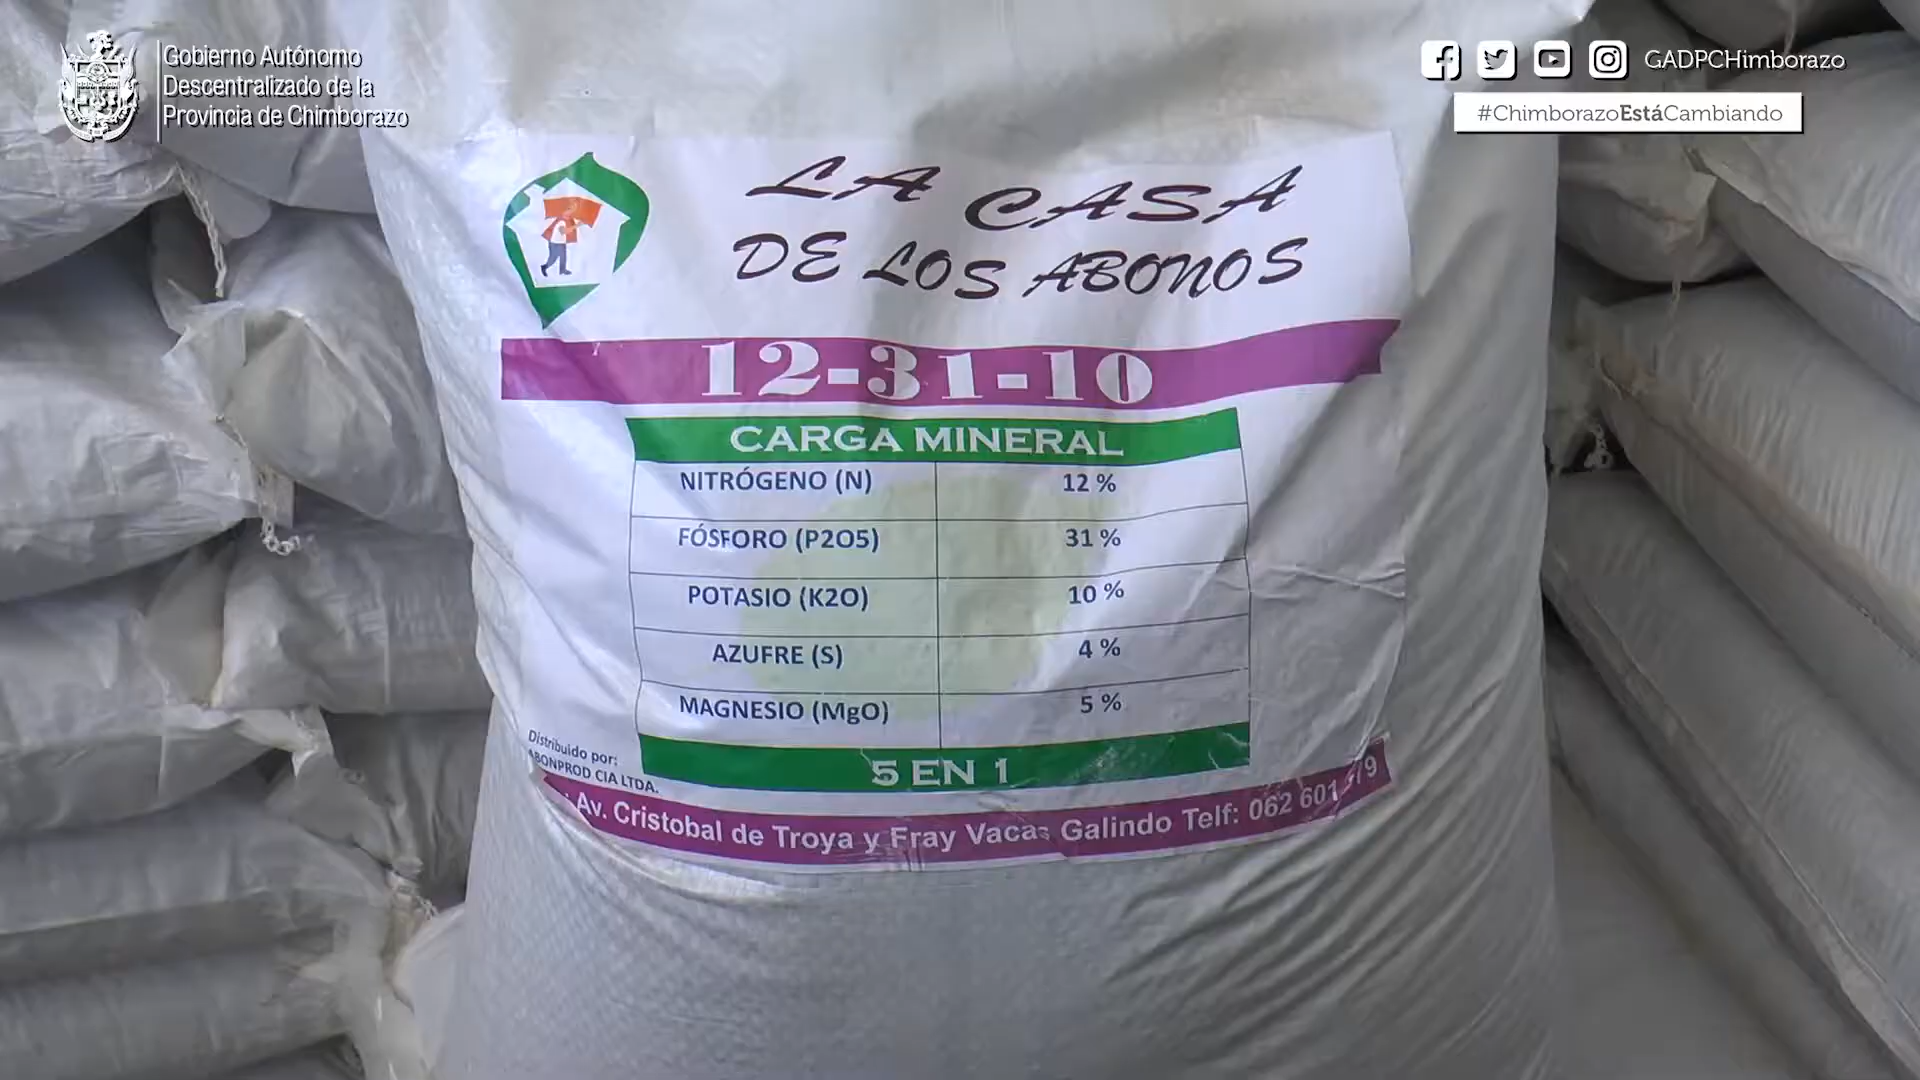 Gobierno Autónomo
Descentralizado de la
Provincia de Chimborazo
GADPCHimborazo
#ChimborazoEstáCambiando
LA CASA
DE LOS ABONOS
12-31-10
CARGA MINERAL
NITRÓGENO (N) 12 %
FÓSFORO (P2O5) 31 %
POTASIO (K2O) 10 %
AZUFRE (S) 4 %
MAGNESIO (MgO) 5 %
5 EN 1
Distribuido por:
ABONPROD CIA LTDA.
Av. Cristobal de Troya y Fray Vacas Galindo Telf: 062 601